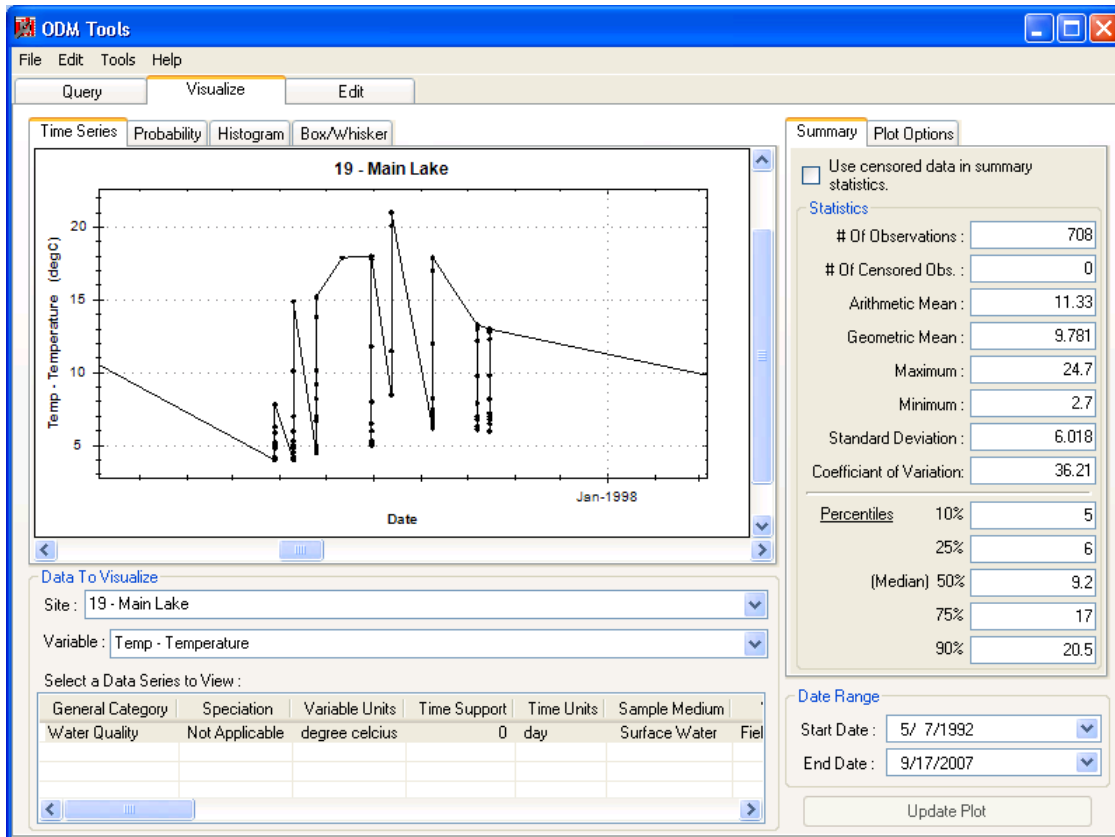 ODM Tools
File Edit Tools Help
Query Visualize Edit
Time Series Probability Histogram Box/Whisker
19 - Main Lake
Temp - Temperature (degC)
20
15
10
5
Jan-1998
Date
Data To Visualize
Site : 19 - Main Lake
Variable : Temp - Temperature
Select a Data Series to View :
General Category Speciation Variable Units Time Support Time Units Sample Medium
Water Quality Not Applicable degree celcius 0 day Surface Water Fiel
Summary Plot Options
Use censored data in summary
statistics.
Statistics
# Of Observations : 708
# Of Censored Obs. : 0
Arithmetic Mean : 11.33
Geometric Mean : 9.781
Maximum : 24.7
Minimum : 2.7
Standard Deviation : 6.018
Coefficiant of Variation: 36.21
Percentiles 10% 5
25% 6
(Median) 50% 9.2
75% 17
90% 20.5
Date Range
Start Date : 5/ 7/1992
End Date : 9/17/2007
Update Plot